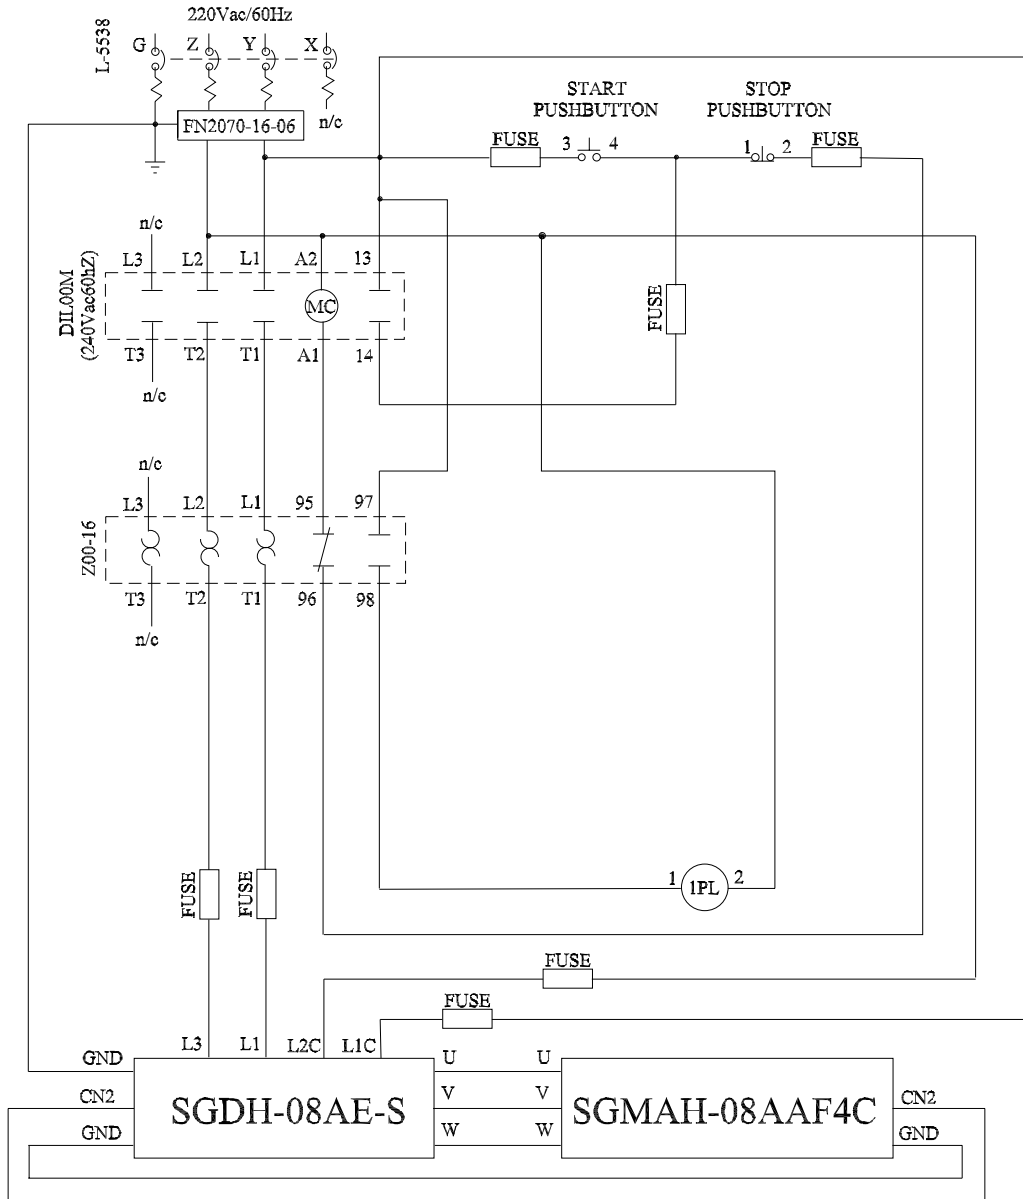 220Vac/60Hz
L-5538
G Z Y X
START
PUSHBUTTON
STOP
PUSHBUTTON
FN2070-16-06
n/c
FUSE
3 4
1 2
FUSE
n/c
L3 L2 L1 A2 13
DIL00M
(240Vac60hZ)
MC
FUSE
T3 T2 T1 A1 14
n/c
n/c
L3 L2 L1 95 97
Z00-16
T3 T2 T1 96 98
n/c
FUSE
FUSE
1 1PL 2
FUSE
FUSE
L3 L1 L2C L1C
GND
U U
CN2
V V
CN2
SGDH-08AE-S
SGMAH-08AAF4C
GND
W W
GND